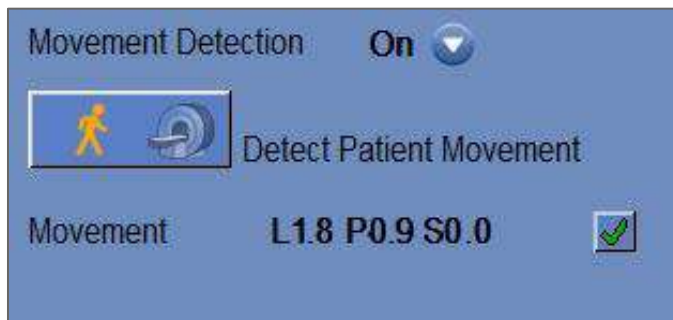 Movement Detection On
Detect Patient Movement
Movement L1.8 P0.9 S0.0